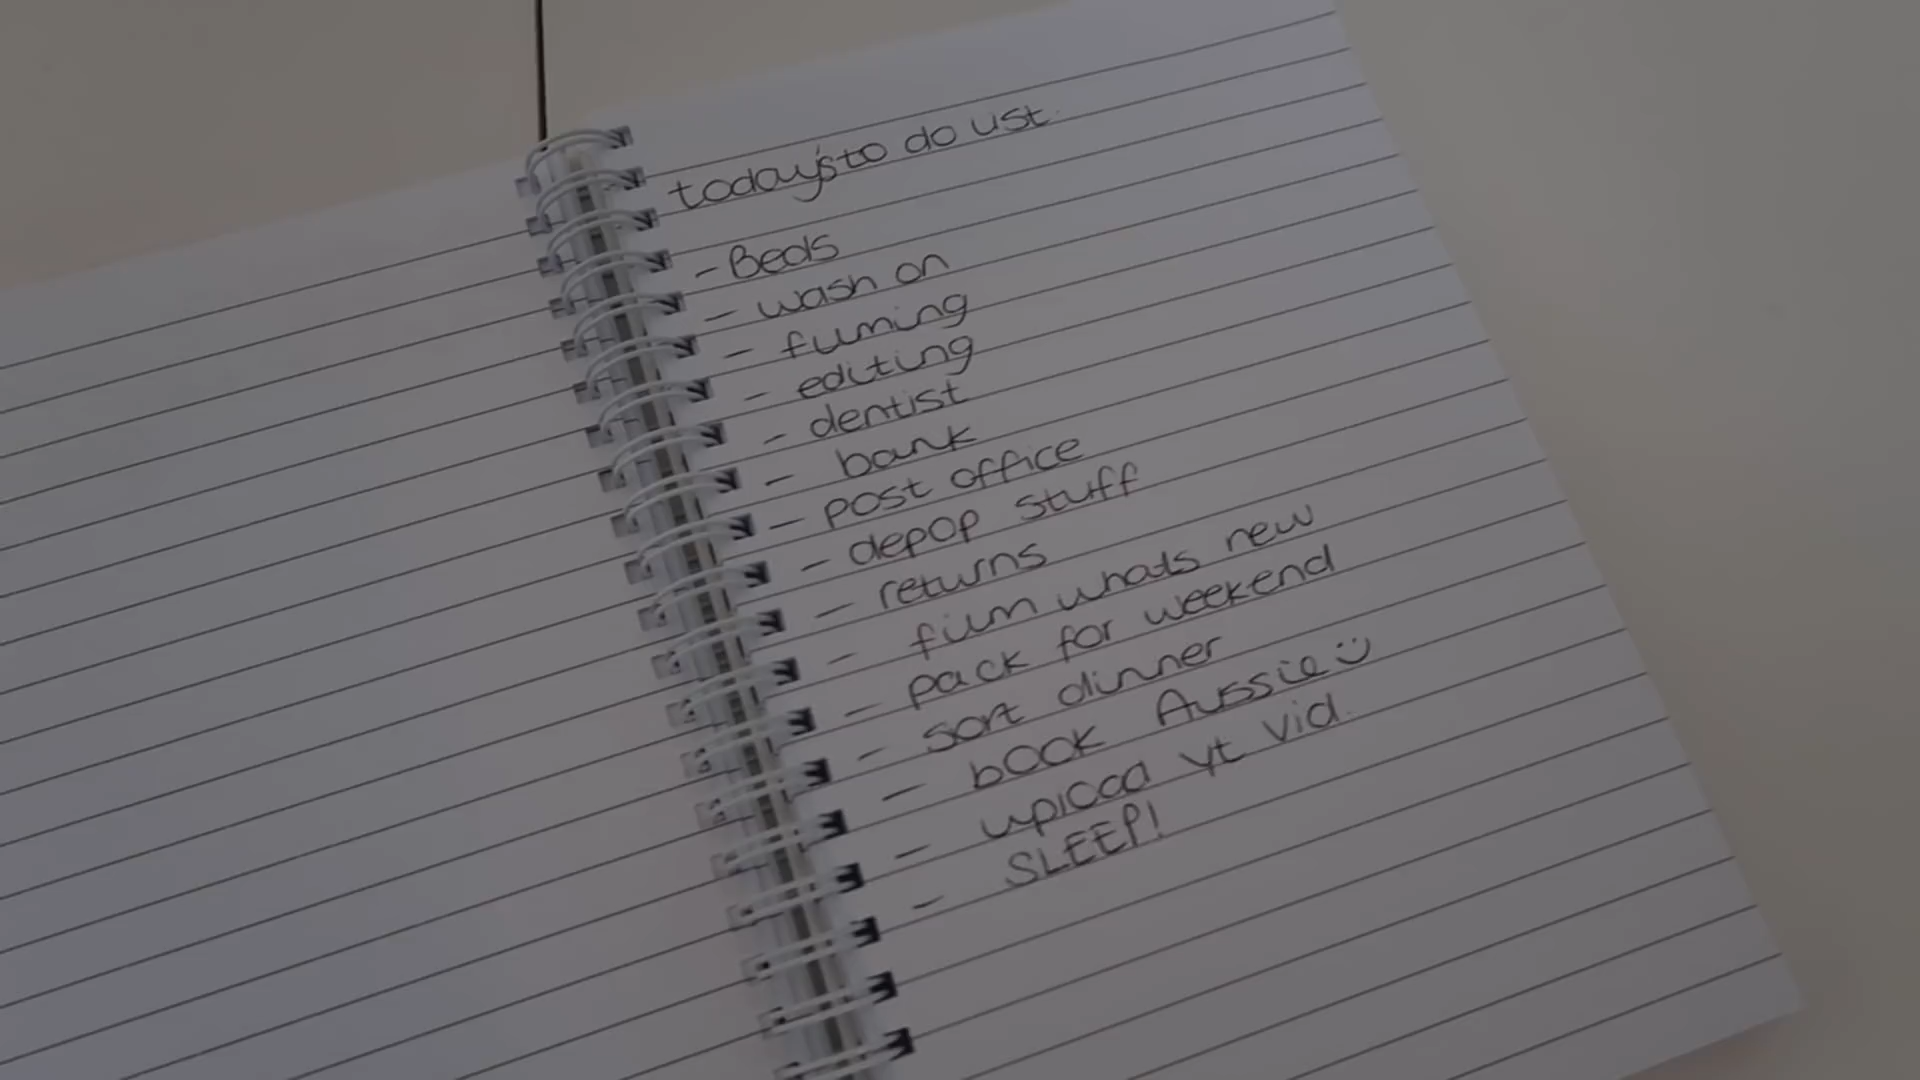 today's to do list.
- Beds
- wash on
- filming
- editing
- dentist
- bank
- post office
- depop stuff
- returns
- film whats new
- pack for weekend
- sort dinner
- book Aussie :)
- upload yt vid.
- SLEEP!